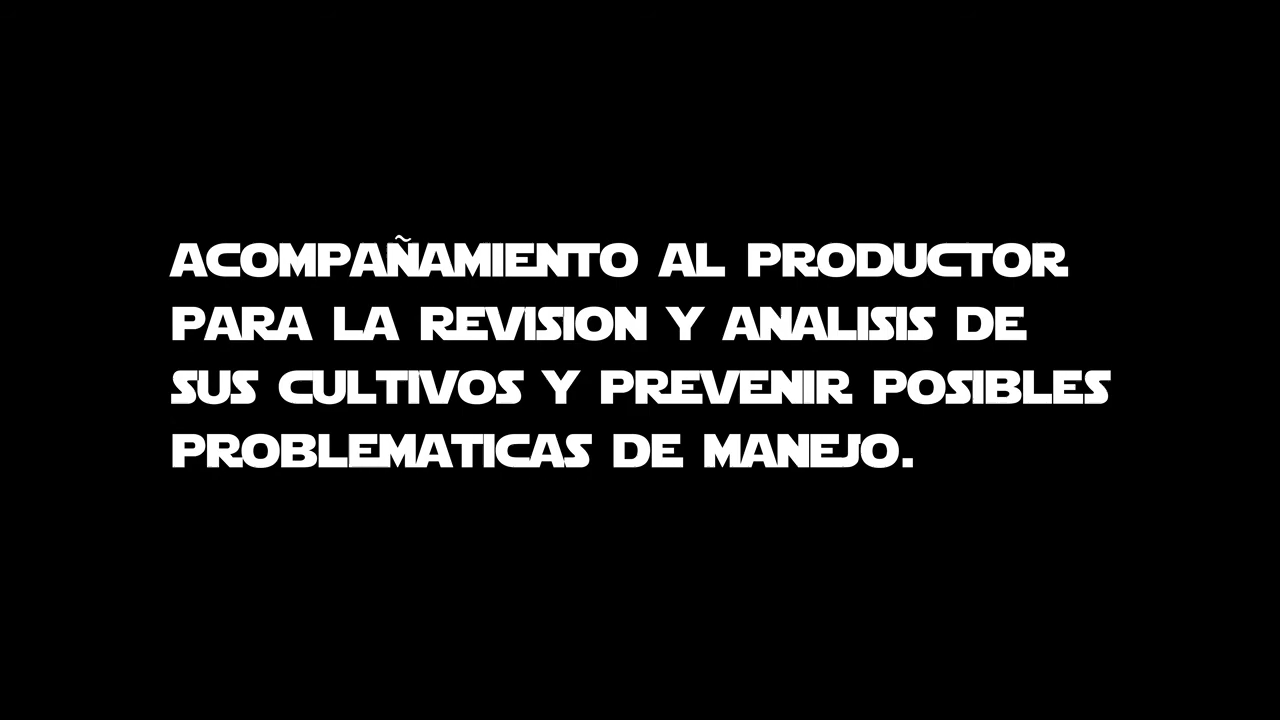 ACOMPAÑAMIENTO AL PRODUCTOR
PARA LA REVISION Y ANALISIS DE
SUS CULTIVOS Y PREVENIR POSIBLES
PROBLEMATICAS DE MANEJO.